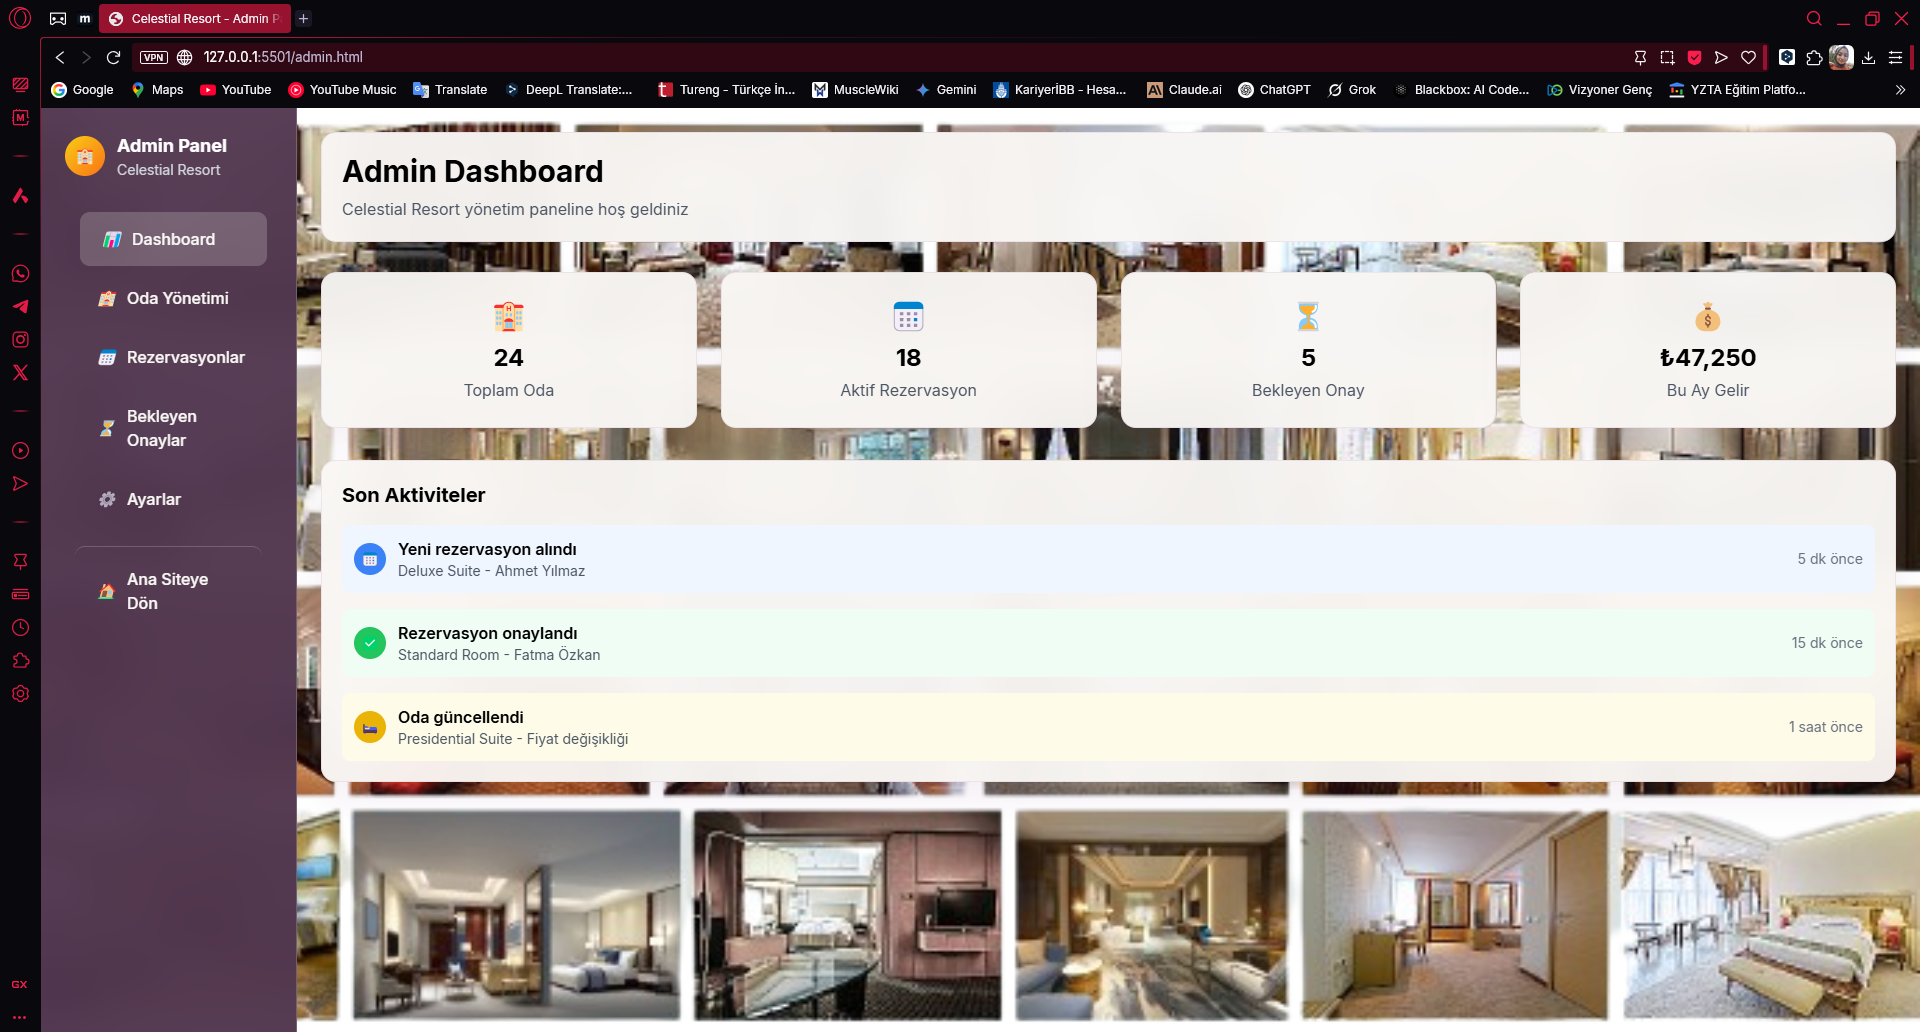 Celestial Resort - Admin P
VPN 127.0.0.1:5501/admin.html
Google Maps YouTube YouTube Music Translate DeepL Translate:... Tureng - Türkçe İn... MuscleWiki Gemini KariyerİBB - Hesa... Claude.ai ChatGPT Grok Blackbox: AI Code... Vizyoner Genç YZTA Eğitim Platfo...
Admin Panel
Celestial Resort
Dashboard
Oda Yönetimi
Rezervasyonlar
Bekleyen
Onaylar
Ayarlar
Ana Siteye
Dön
GX
Admin Dashboard
Celestial Resort yönetim paneline hoş geldiniz
24
Toplam Oda
18
Aktif Rezervasyon
5
Bekleyen Onay
₺47,250
Bu Ay Gelir
Son Aktiviteler
Yeni rezervasyon alındı
Deluxe Suite - Ahmet Yılmaz
5 dk önce
Rezervasyon onaylandı
Standard Room - Fatma Özkan
15 dk önce
Oda güncellendi
Presidential Suite - Fiyat değişikliği
1 saat önce